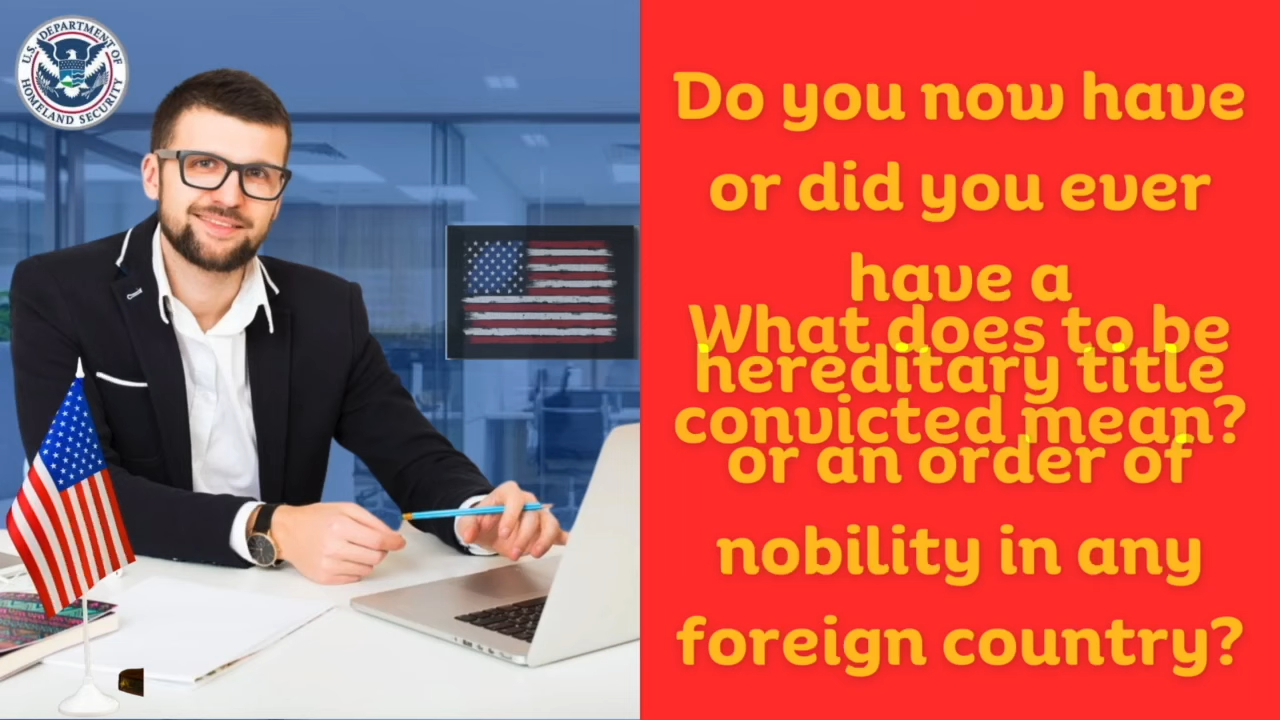 U.S. DEPARTMENT OF
HOMELAND SECURITY
Do you now have
or did you ever
have a
hereditary title
or an order of
nobility in any
foreign country?
What does to be
convicted mean?